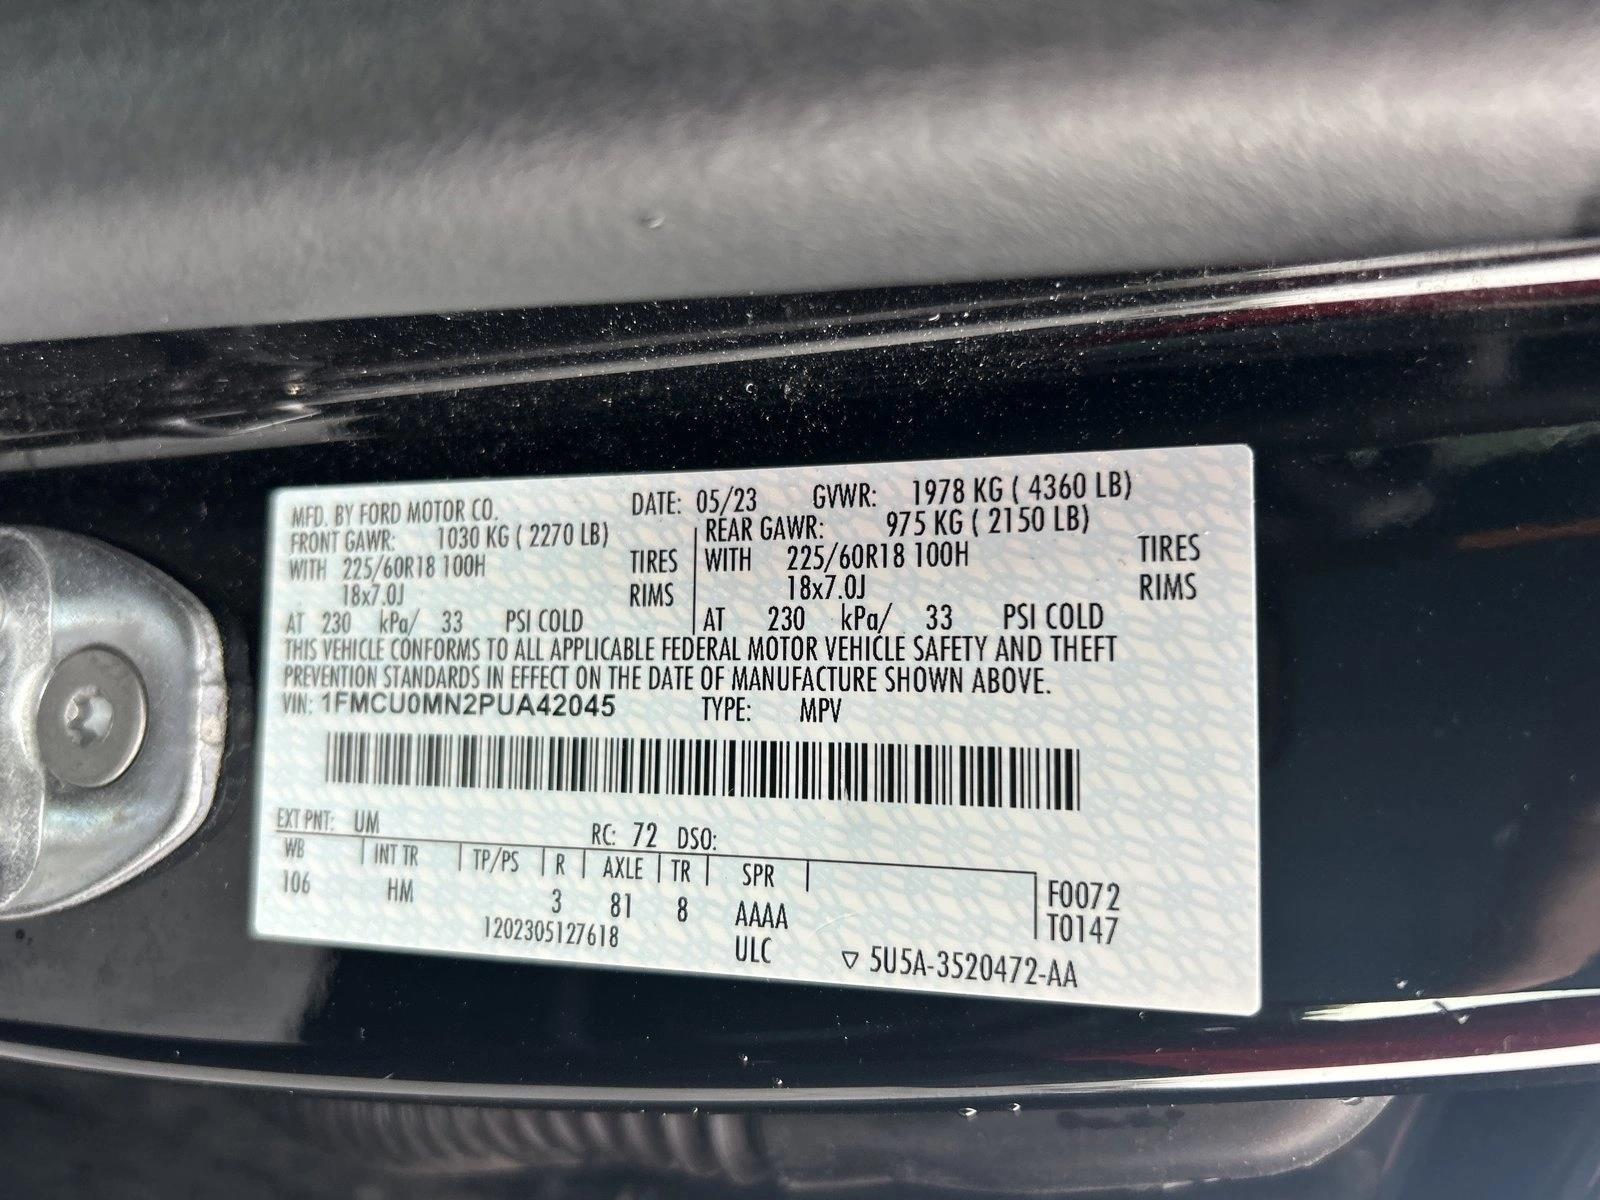 MFD. BY FORD MOTOR CO. DATE: 05/23 GVWR: 1978 KG ( 4360 LB)
FRONT GAWR: 1030 KG ( 2270 LB) REAR GAWR: 975 KG ( 2150 LB)
WITH 225/60R18 100H TIRES WITH 225/60R18 100H TIRES
18x7.0J RIMS 18x7.0J RIMS
AT 230 kPa/ 33 PSI COLD AT 230 kPa/ 33 PSI COLD
THIS VEHICLE CONFORMS TO ALL APPLICABLE FEDERAL MOTOR VEHICLE SAFETY AND THEFT
PREVENTION STANDARDS IN EFFECT ON THE DATE OF MANUFACTURE SHOWN ABOVE.
VIN: 1FMCU0MN2PUA42045 TYPE: MPV
EXT PNT: UM RC: 72 DSO:
WB INT TR TP/PS R AXLE TR SPR
106 HM 3 81 8 AAAA F0072
1202305127618 ULC T0147
▽ 5U5A-3520472-AA